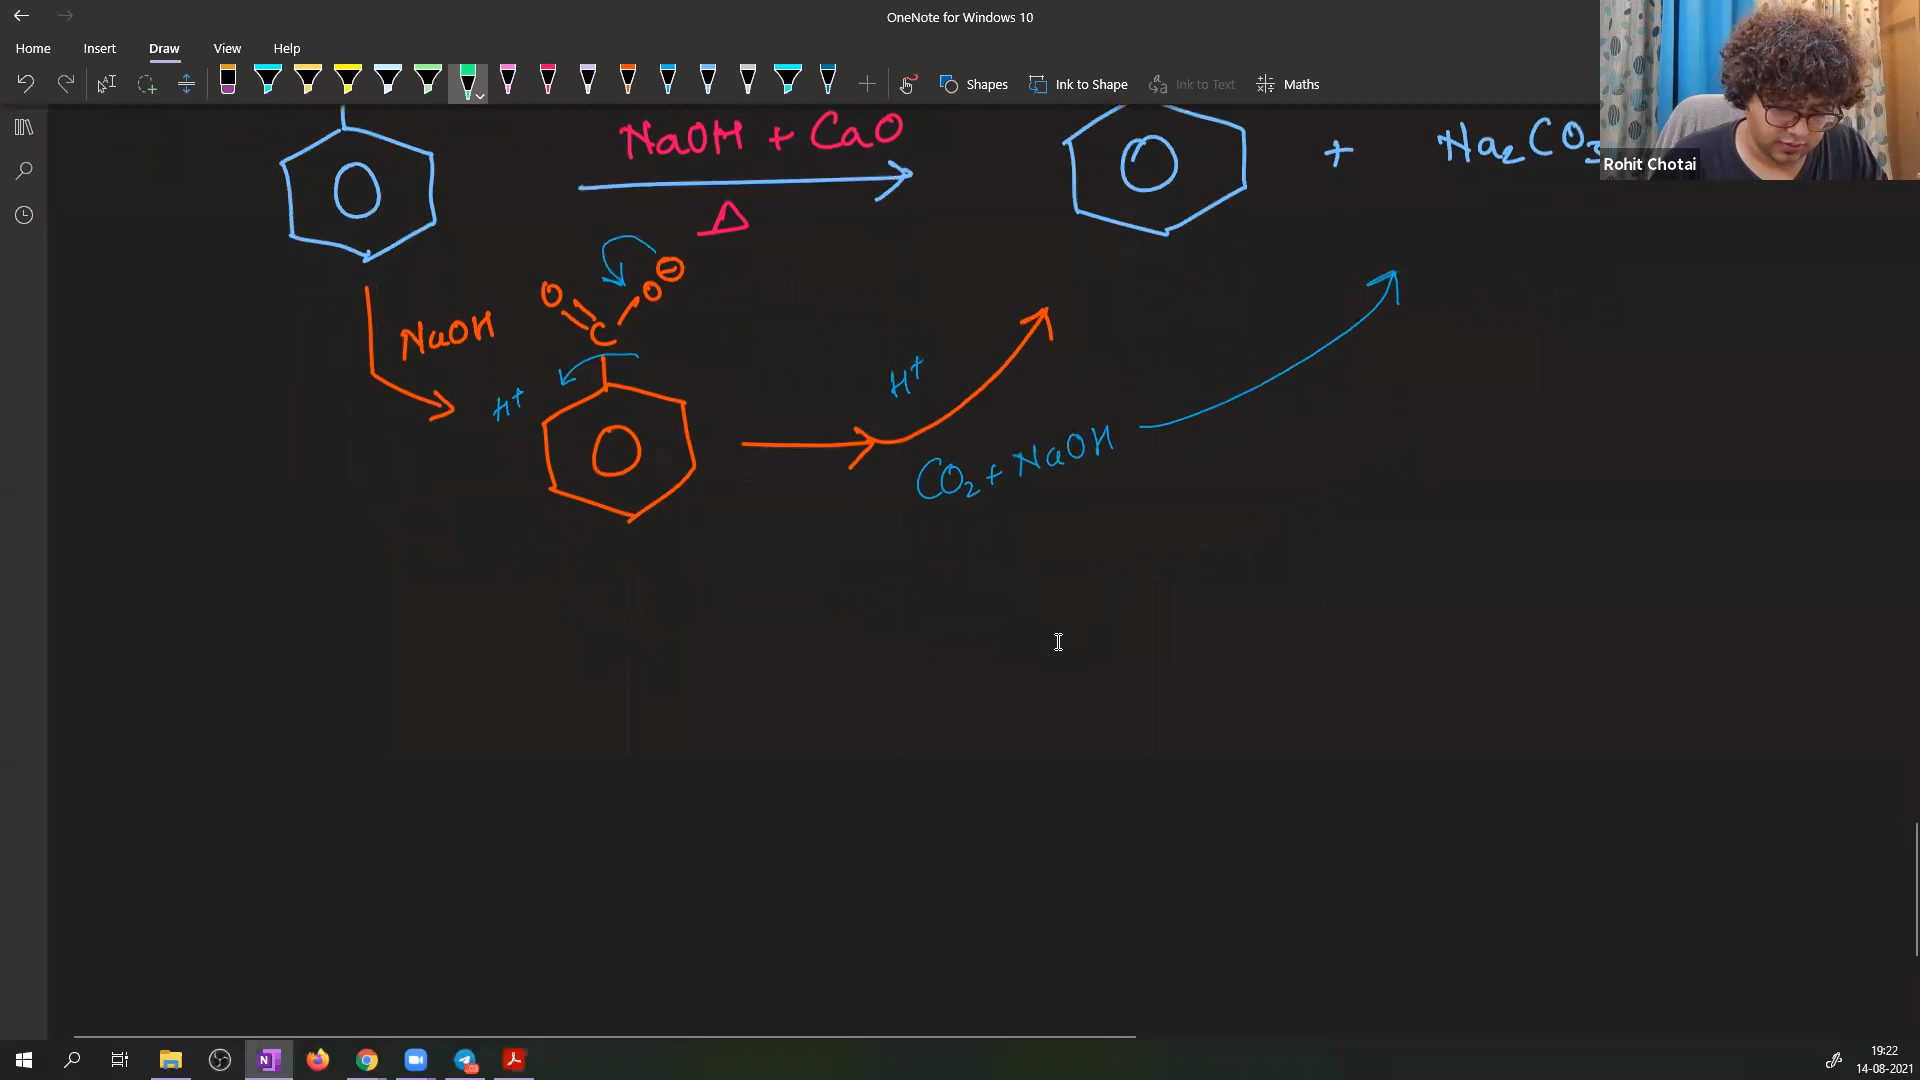 OneNote for Windows 10
Home Insert Draw View Help
Shapes Ink to Shape Ink to Text Maths
Rohit Chotai
NaOH + CaO
Δ
+ Na2CO3
O O ⊖
C
NaOH
H+
H+
CO2 + NaOH
19:22
14-08-2021